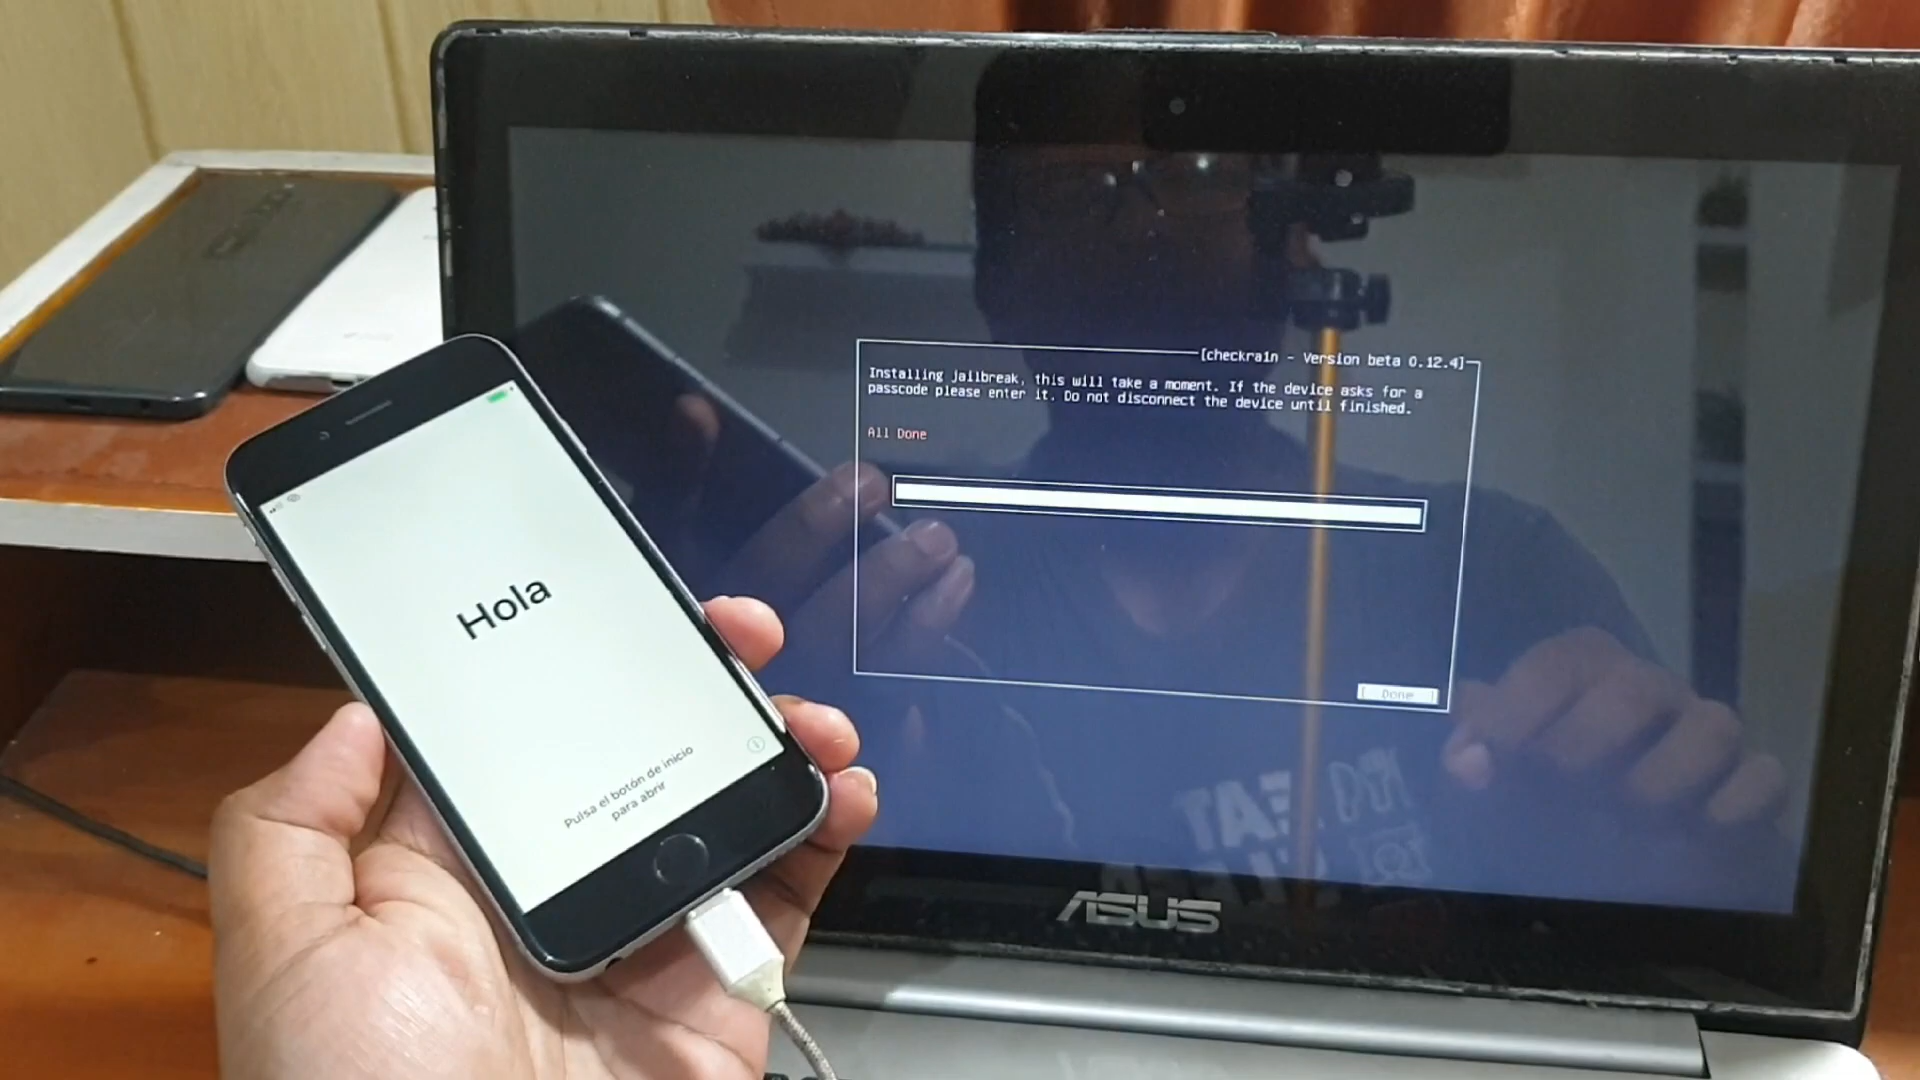 [checkra1n - Version beta 0.12.4]
Installing jailbreak, this will take a moment. If the device asks for a
passcode please enter it. Do not disconnect the device until finished.
All Done
[ Done ]
Hola
Pulsa el botón de inicio
para abrir
ASUS
EAT